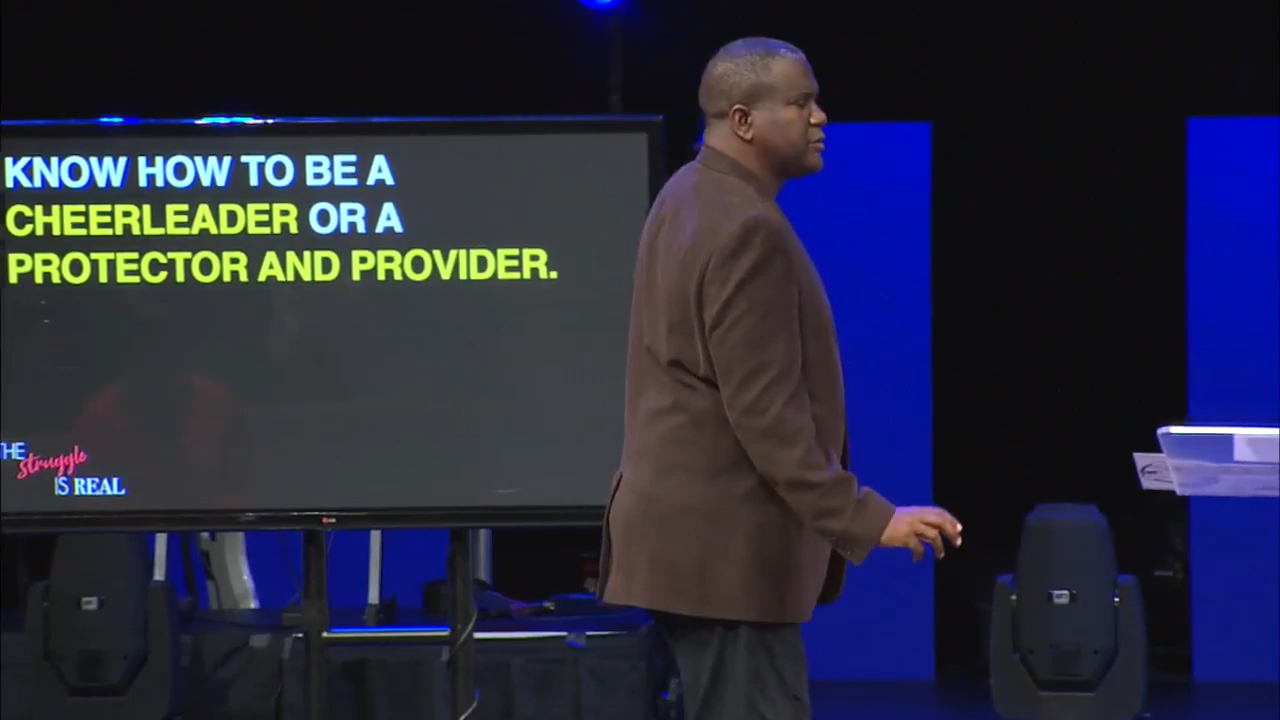 KNOW HOW TO BE A
CHEERLEADER OR A
PROTECTOR AND PROVIDER.
THE
struggle
IS REAL